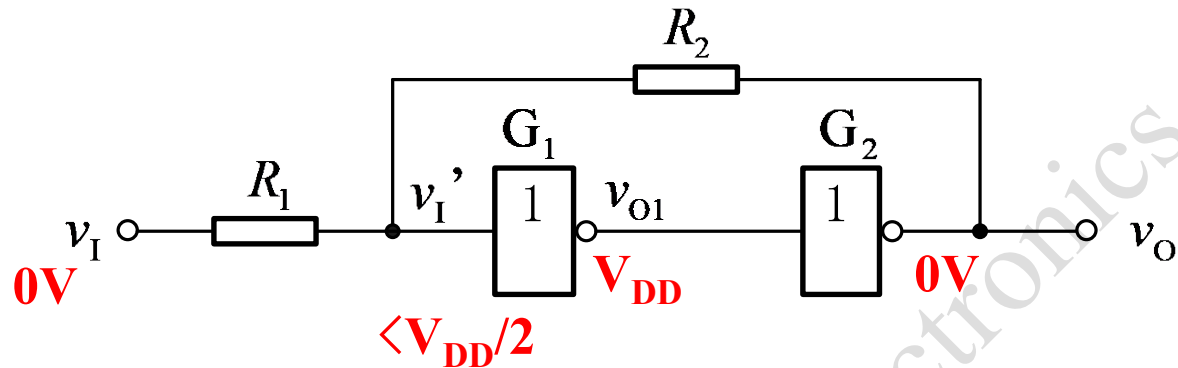 R₂
G₁ G₂
R₁ vᵢ’ 1 vO1 1
vI vO
0V VDD 0V
<VDD/2
ctronics